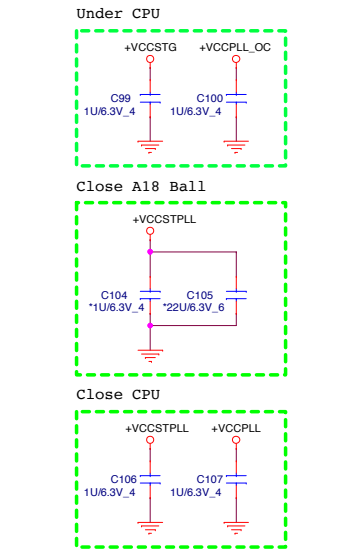 Under CPU
+VCCSTG +VCCPLL_OC
C99 C100
1U/6.3V_4 1U/6.3V_4
Close A18 Ball
+VCCSTPLL
C104 C105
*1U/6.3V_4 *22U/6.3V_6
Close CPU
+VCCSTPLL +VCCPLL
C106 C107
1U/6.3V_4 1U/6.3V_4